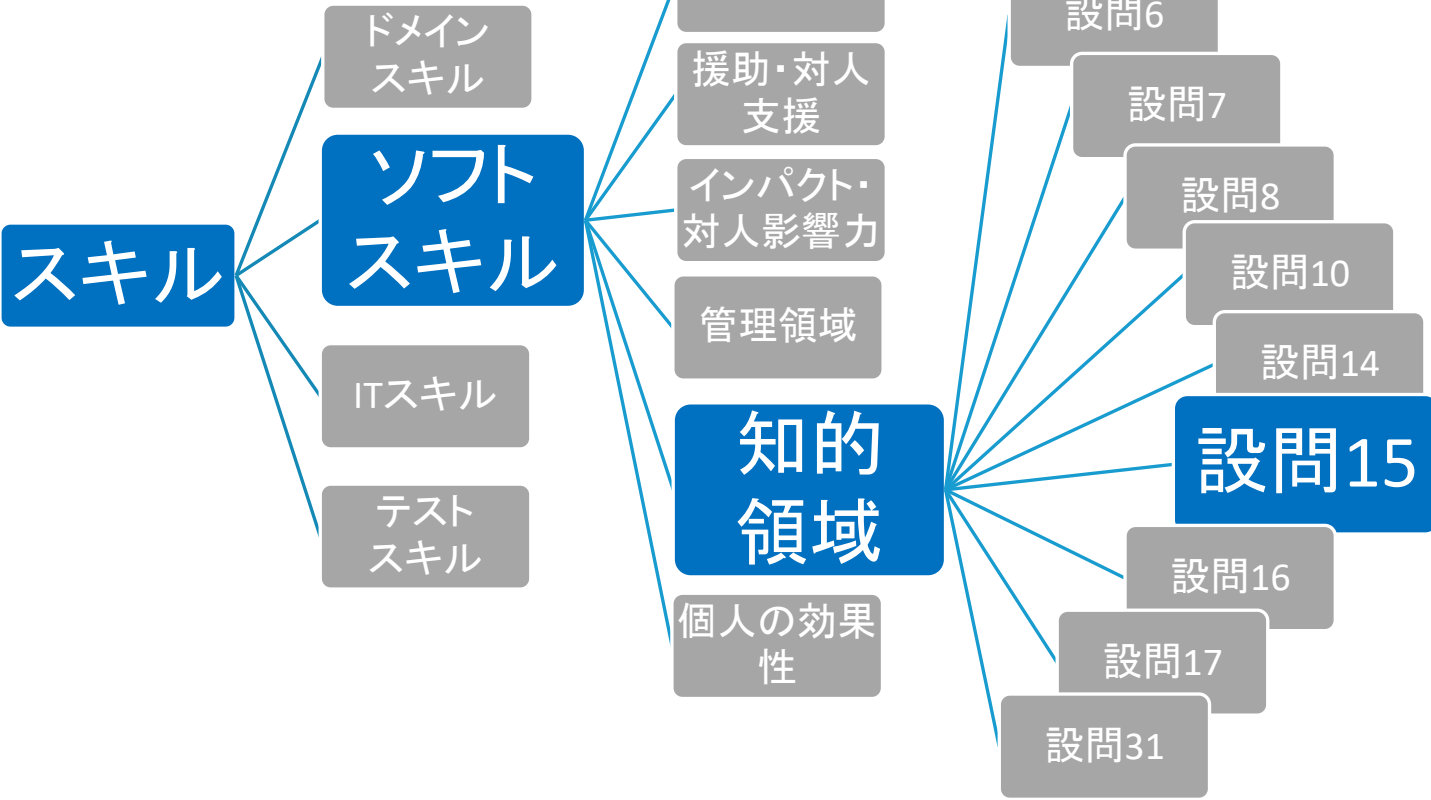 スキル
ドメイン
スキル
ソフト
スキル
ITスキル
テスト
スキル
援助・対人
支援
インパクト・
対人影響力
管理領域
知的
領域
個人の効果
性
設問6
設問7
設問8
設問10
設問14
設問15
設問16
設問17
設問31